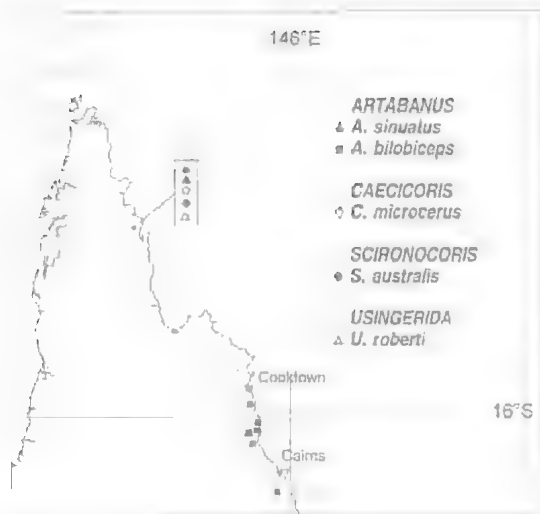 146°E
ARTABANUS
A. sinuatus
A. bilobiceps
CAECICORIS
C. microcerus
SCIRONOCORIS
S. australis
USINGERIDA
U. roberti
Cooktown
16°S
Cairns